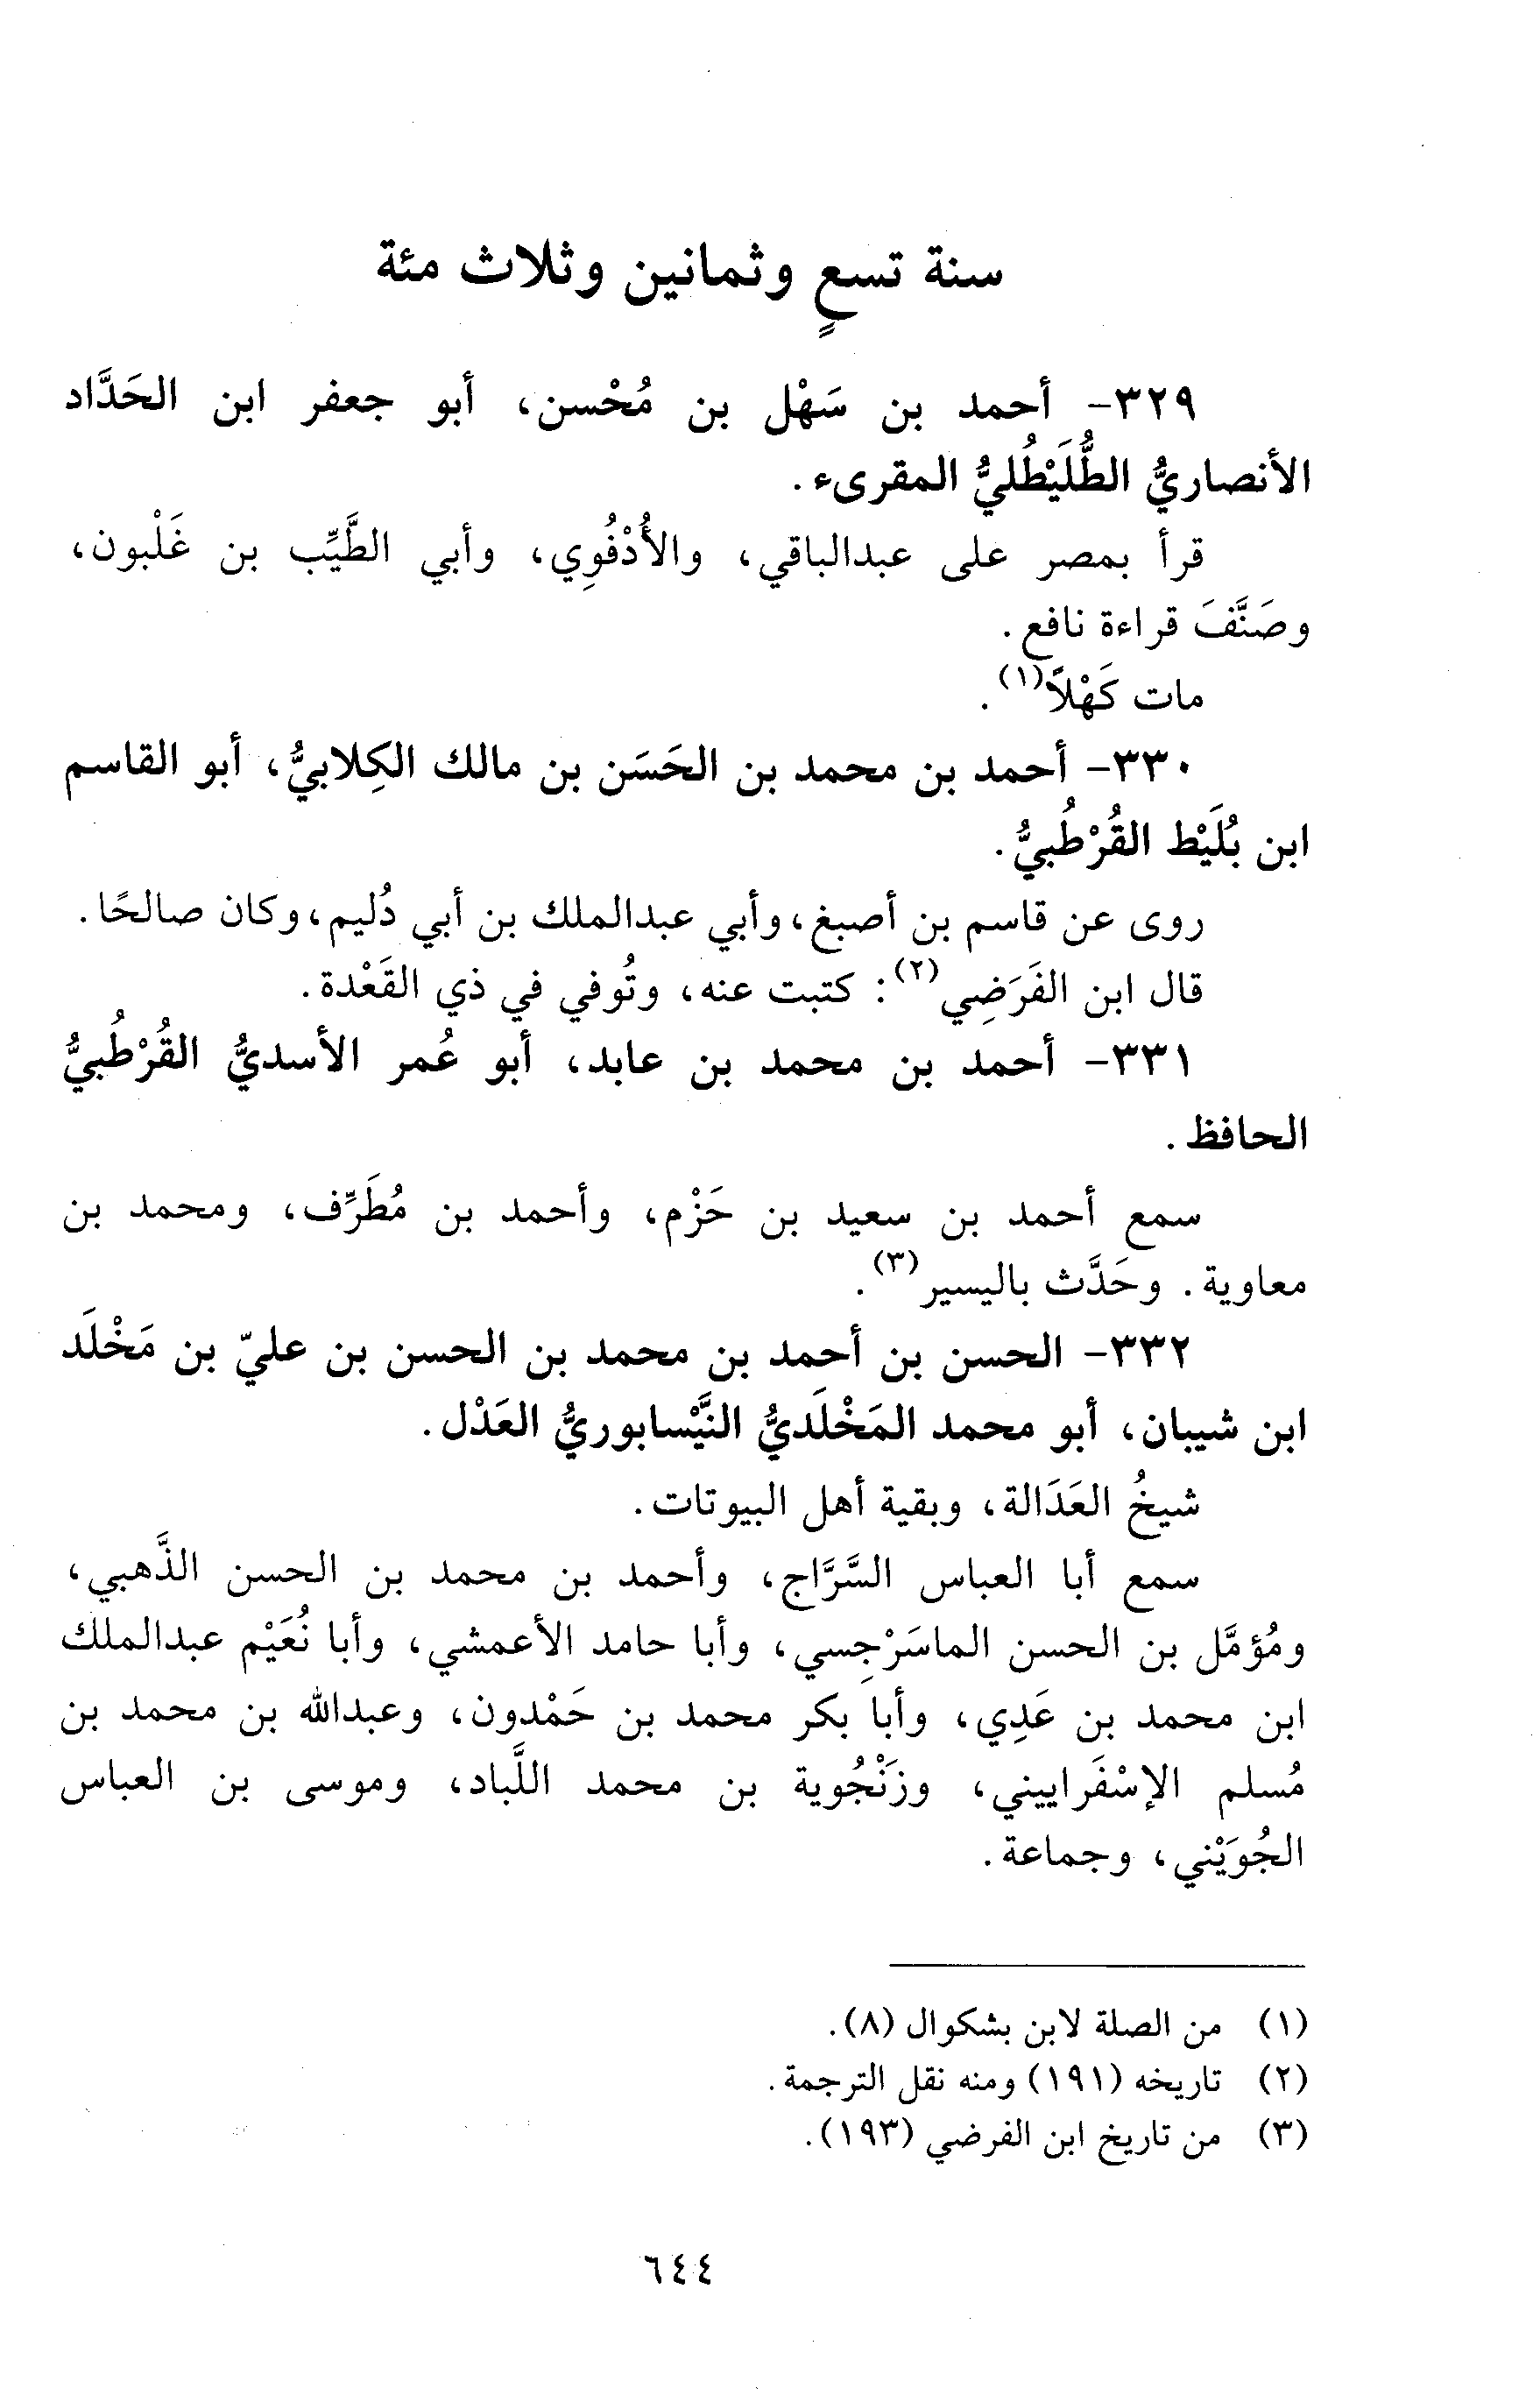 سنة تسعٍ وثمانين وثلاث مئة
٣٢٩- أحمد بن سَهْل بن مُحْسن، أبو جعفر ابن الحَدَّاد
الأنصاريُّ الطُّلَيْطُليُّ المقرىء.
قرأ بمصر على عبدالباقي، والأُدْفُوِي، وأبي الطَّيِّب بن غَلْبون،
وصَنَّفَ قراءة نافع.
مات كَهْلاً(١).
٣٣٠- أحمد بن محمد بن الحَسَن بن مالك الكِلابيُّ، أبو القاسم
ابن بُلَيْط القُرْطُبيُّ.
روى عن قاسم بن أصبغ، وأبي عبدالملك بن أبي دُليم، وكان صالحًا.
قال ابن الفَرَضِي(٢): كتبت عنه، وتُوفي في ذي القَعْدة.
٣٣١- أحمد بن محمد بن عابد، أبو عُمر الأسديُّ القُرْطُبيُّ
الحافظ.
سمع أحمد بن سعيد بن حَزْم، وأحمد بن مُطَرِّف، ومحمد بن
معاوية. وحَدَّث باليسير(٣).
٣٣٢- الحسن بن أحمد بن محمد بن الحسن بن عليّ بن مَخْلَد
ابن شيبان، أبو محمد المَخْلَديُّ النَّيْسابوريُّ العَدْل.
شيخُ العَدَالة، وبقية أهل البيوتات.
سمع أبا العباس السَّرَّاج، وأحمد بن محمد بن الحسن الذَّهبي،
ومُؤمَّل بن الحسن الماسَرْجِسي، وأبا حامد الأعمشي، وأبا نُعَيْم عبدالملك
ابن محمد بن عَدِي، وأبا بكر محمد بن حَمْدون، وعبدالله بن محمد بن
مُسلم الإسْفَراييني، وزَنْجُوية بن محمد اللَّباد، وموسى بن العباس
الجُوَيْني، وجماعة.
(١) من الصلة لابن بشكوال (٨).
(٢) تاريخه (١٩١) ومنه نقل الترجمة.
(٣) من تاريخ ابن الفرضي (١٩٣).
٦٤٤